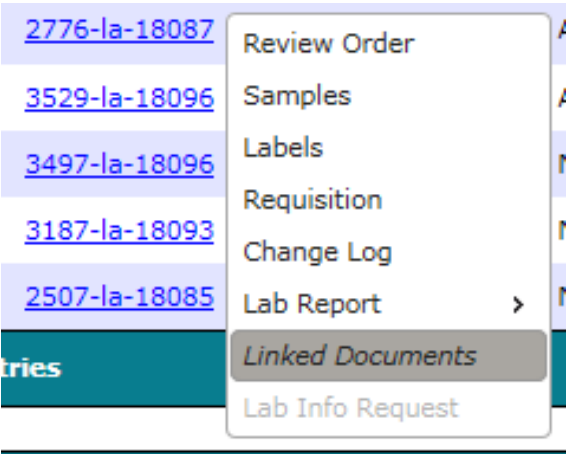 2776-la-18087
3529-la-18096
3497-la-18096
3187-la-18093
2507-la-18085
tries
Review Order
Samples
Labels
Requisition
Change Log
Lab Report >
Linked Documents
Lab Info Request